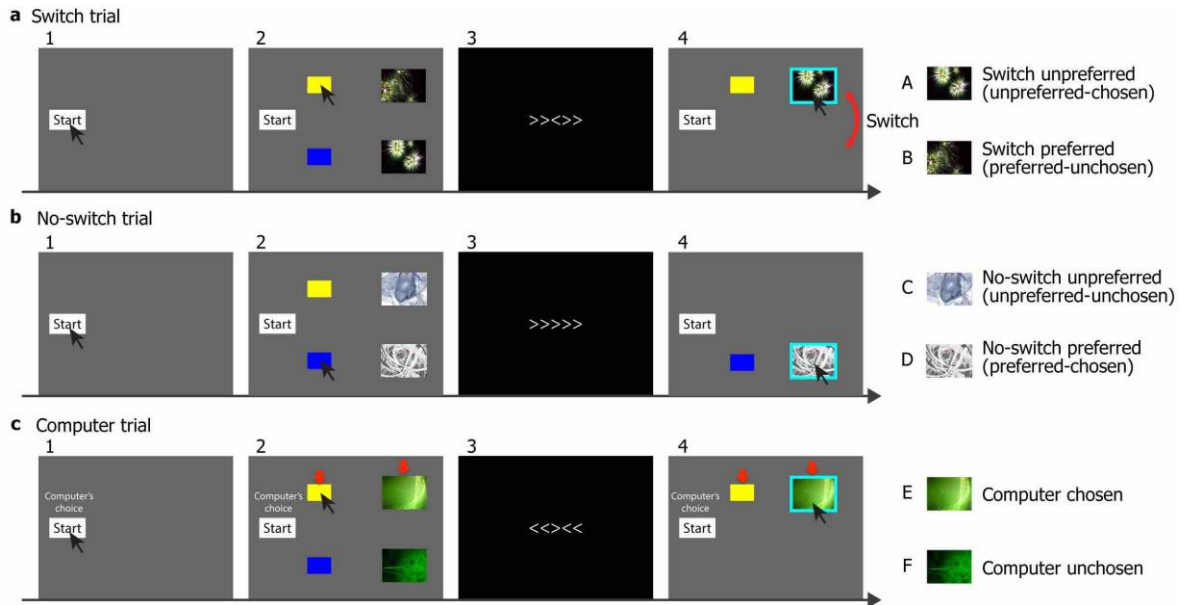 a Switch trial
1
2
3
4
Start
Start
>><>>
Start
Switch
A
Switch unpreferred
(unpreferred-chosen)
B
Switch preferred
(preferred-unchosen)
b No-switch trial
1
2
3
4
Start
Start
>>>>>
Start
C
No-switch unpreferred
(unpreferred-unchosen)
D
No-switch preferred
(preferred-chosen)
c Computer trial
1
2
3
4
Computer's
choice
Start
Computer's
choice
Start
<<><<
Computer's
choice
Start
E
Computer chosen
F
Computer unchosen